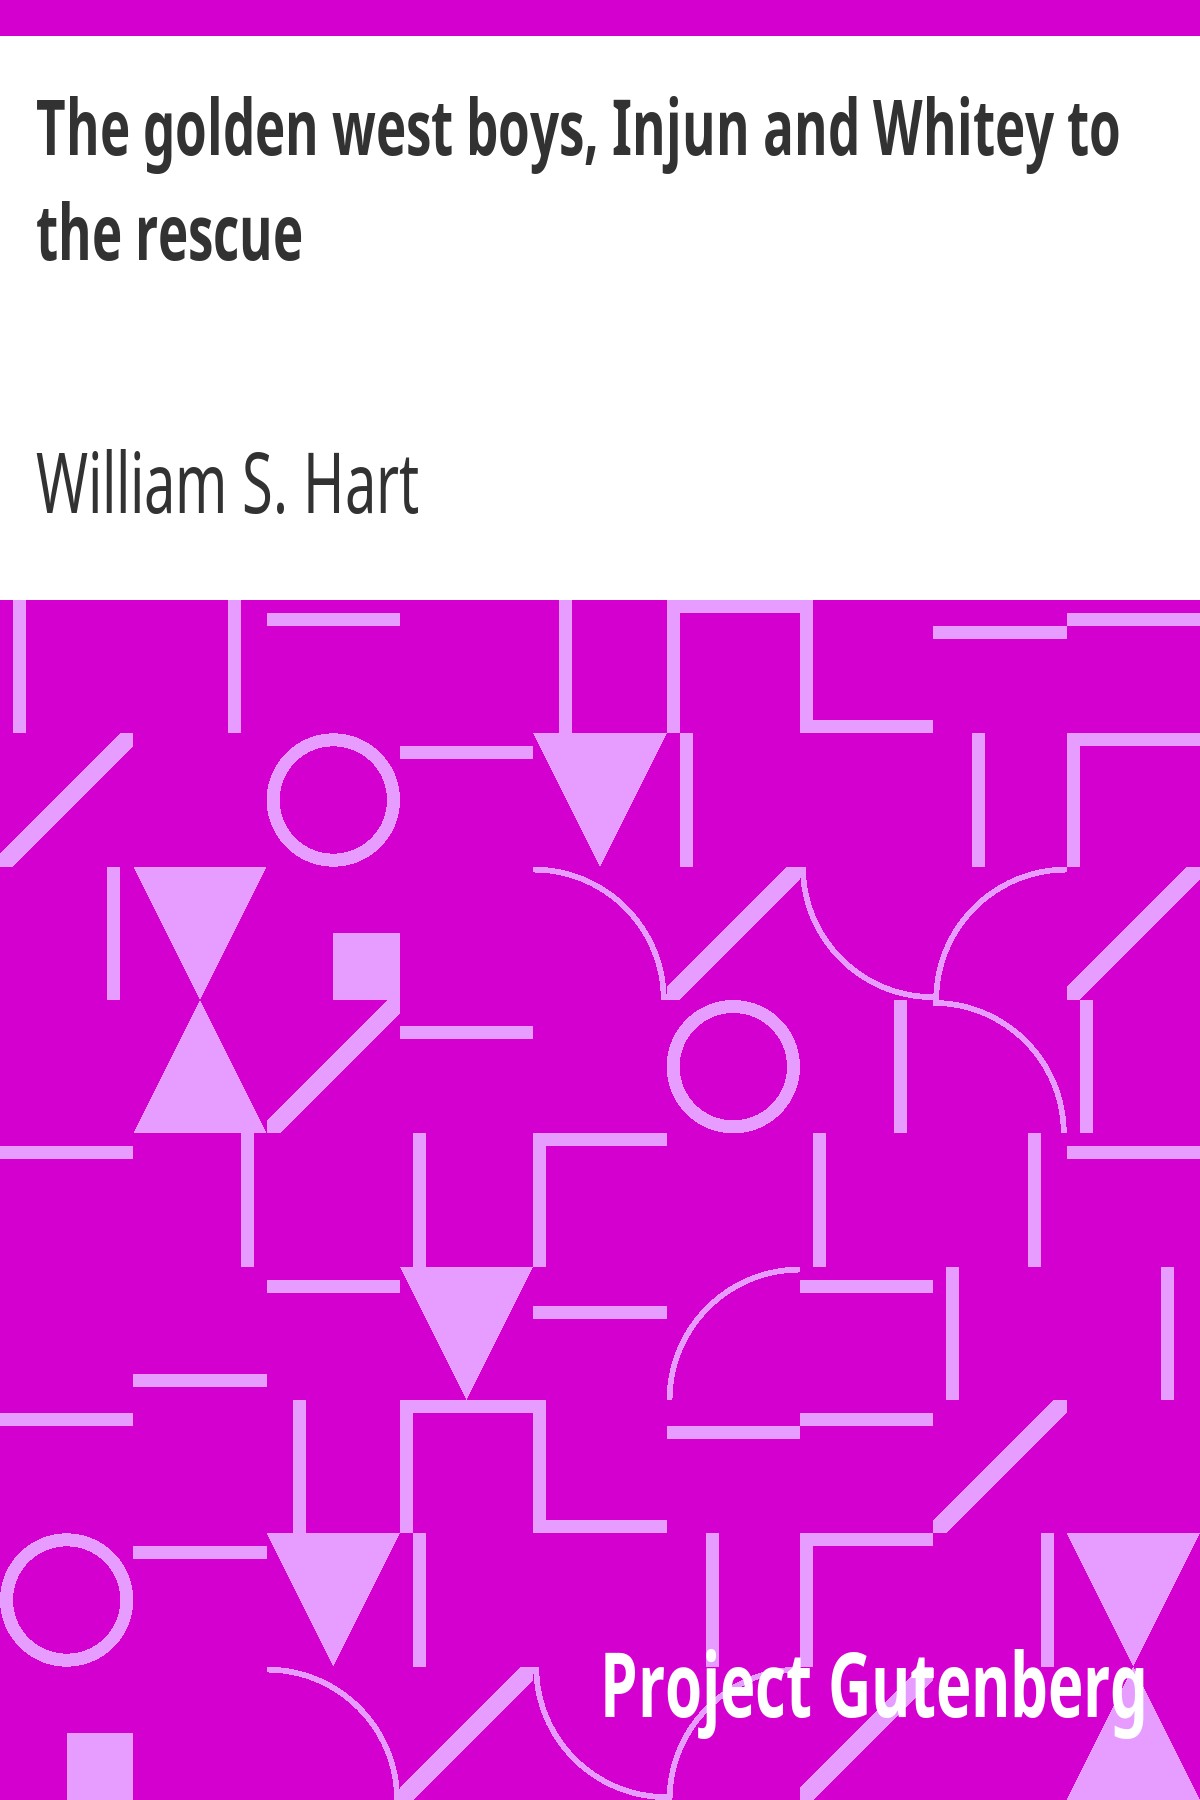 The golden west boys, Injun and Whitey to
the rescue
William S. Hart
Project Gutenberg